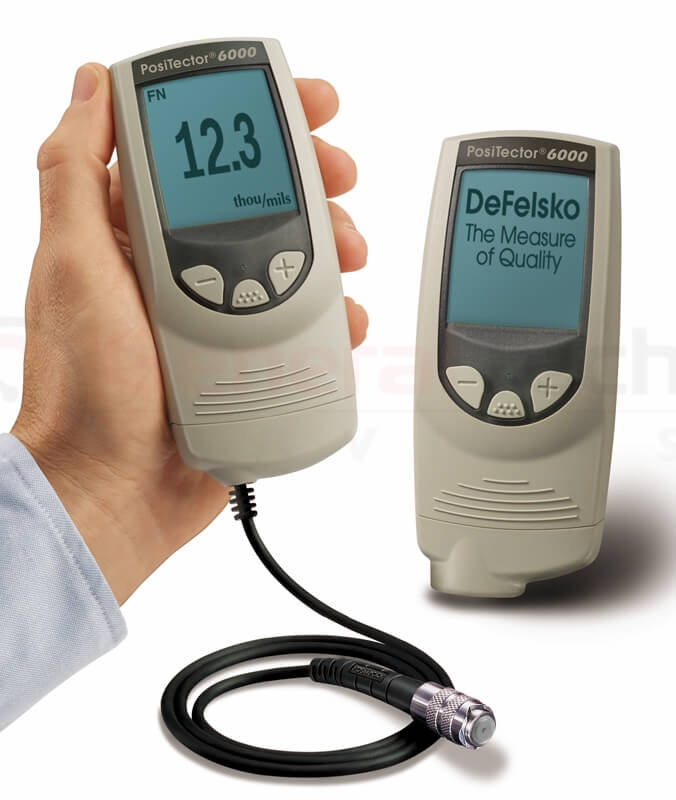 PosiTector® 6000
FN
12.3
thou/mils
PosiTector® 6000
DeFelsko
The Measure
of Quality